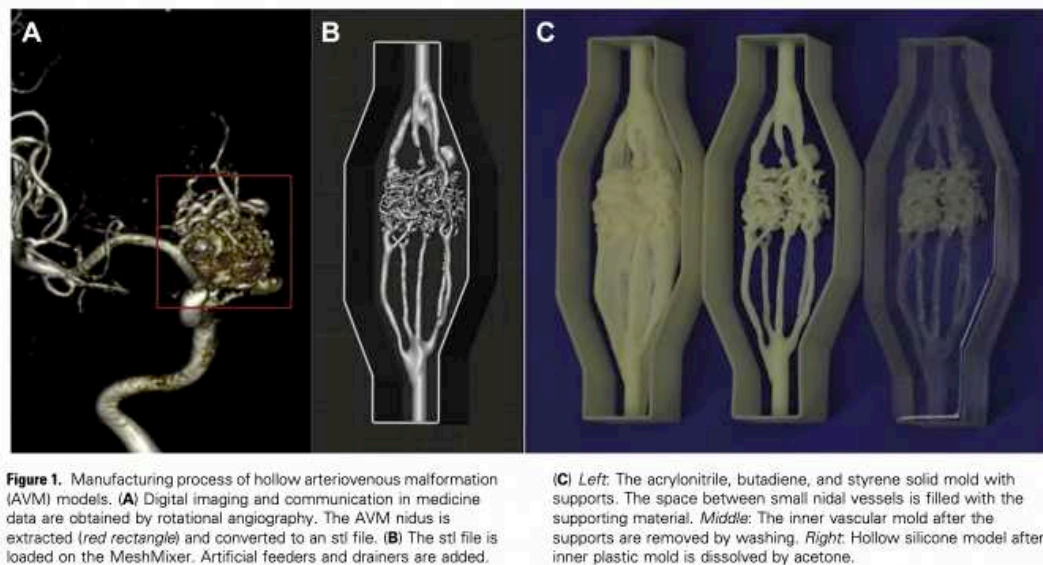 A
B
C
Figure 1. Manufacturing process of hollow arteriovenous malformation
(AVM) models. (A) Digital imaging and communication in medicine
data are obtained by rotational angiography. The AVM nidus is
extracted (red rectangle) and converted to an stl file. (B) The stl file is
loaded on the MeshMixer. Artificial feeders and drainers are added.
(C) Left: The acrylonitrile, butadiene, and styrene solid mold with
supports. The space between small nidal vessels is filled with the
supporting material. Middle: The inner vascular mold after the
supports are removed by washing. Right: Hollow silicone model after
inner plastic mold is dissolved by acetone.